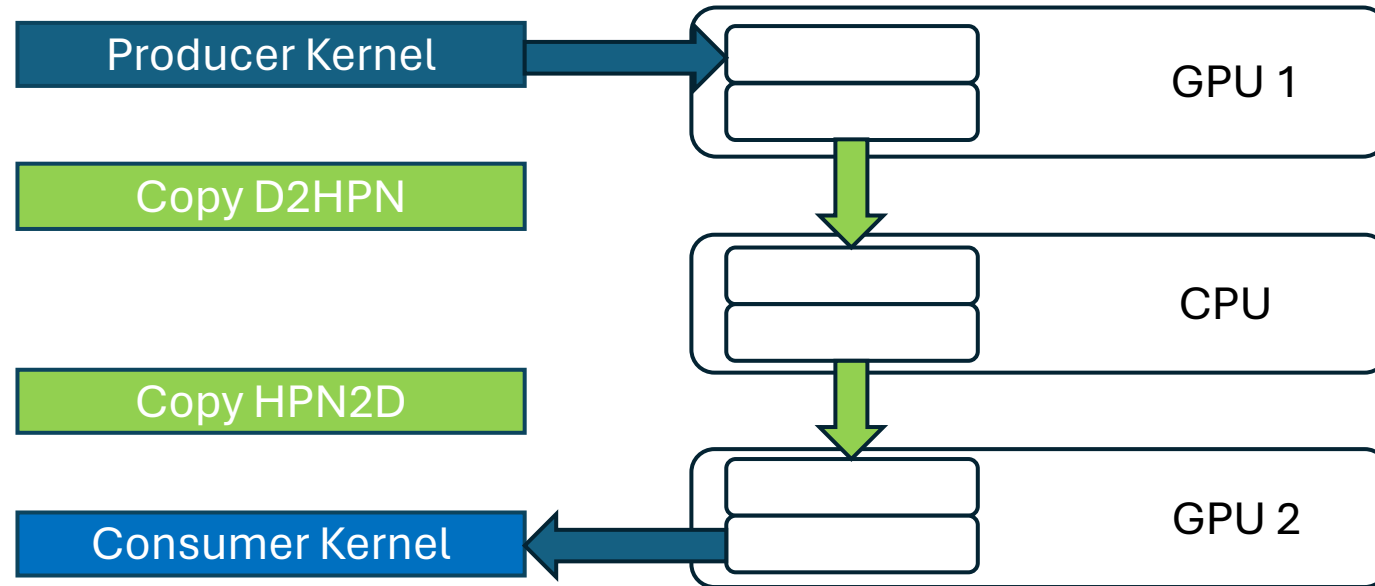 Producer Kernel
GPU 1
Copy D2HPN
CPU
Copy HPN2D
GPU 2
Consumer Kernel